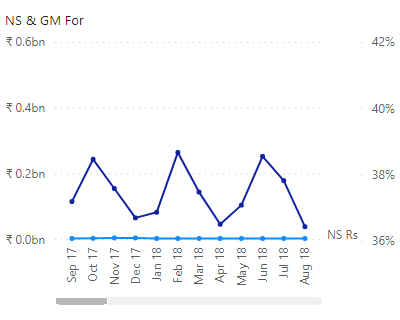 NS & GM For
₹ 0.6bn
42%
₹ 0.4bn
40%
₹ 0.2bn
38%
NS Rs
₹ 0.0bn
36%
Sep 17
Oct 17
Nov 17
Dec 17
Jan 18
Feb 18
Mar 18
Apr 18
May 18
Jun 18
Jul 18
Aug 18